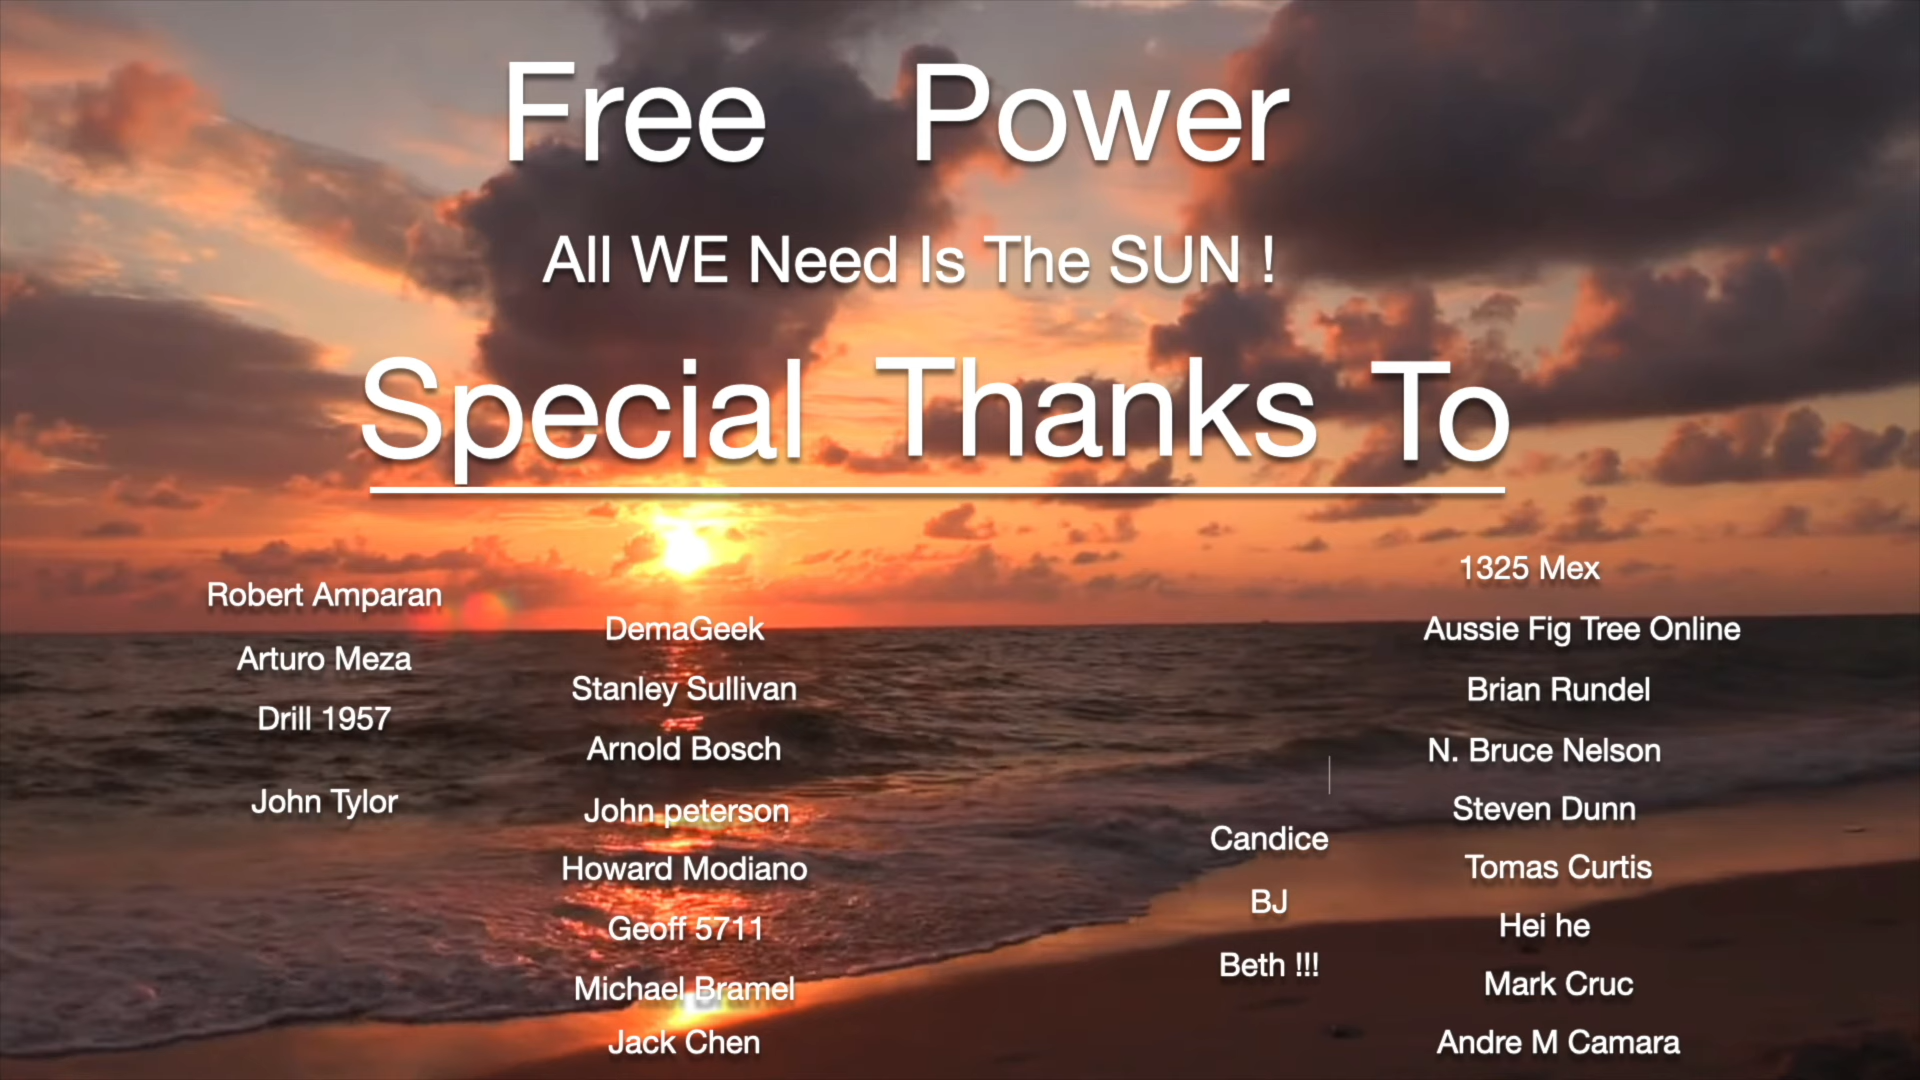 Free Power
All WE Need Is The SUN !
Special Thanks To
Robert Amparan
Arturo Meza
Drill 1957
John Tylor
DemaGeek
Stanley Sullivan
Arnold Bosch
John peterson
Howard Modiano
Geoff 5711
Michael Bramel
Jack Chen
Candice
BJ
Beth !!!
1325 Mex
Aussie Fig Tree Online
Brian Rundel
N. Bruce Nelson
Steven Dunn
Tomas Curtis
Hei he
Mark Cruc
Andre M Camara